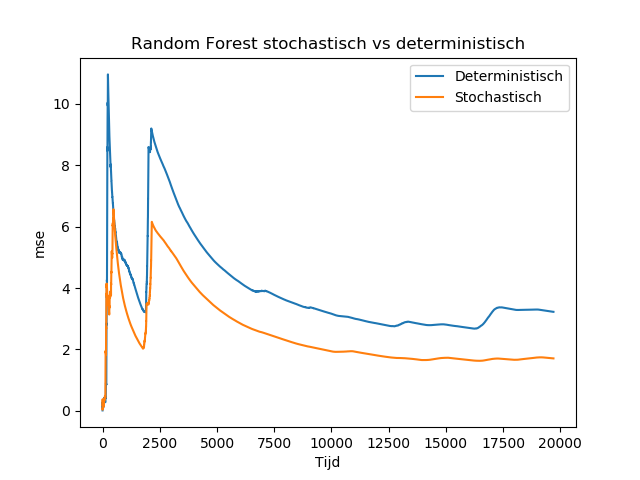 Random Forest stochastisch vs deterministisch
Deterministisch
Stochastisch
10
8
6
4
2
0
mse
0 2500 5000 7500 10000 12500 15000 17500 20000
Tijd